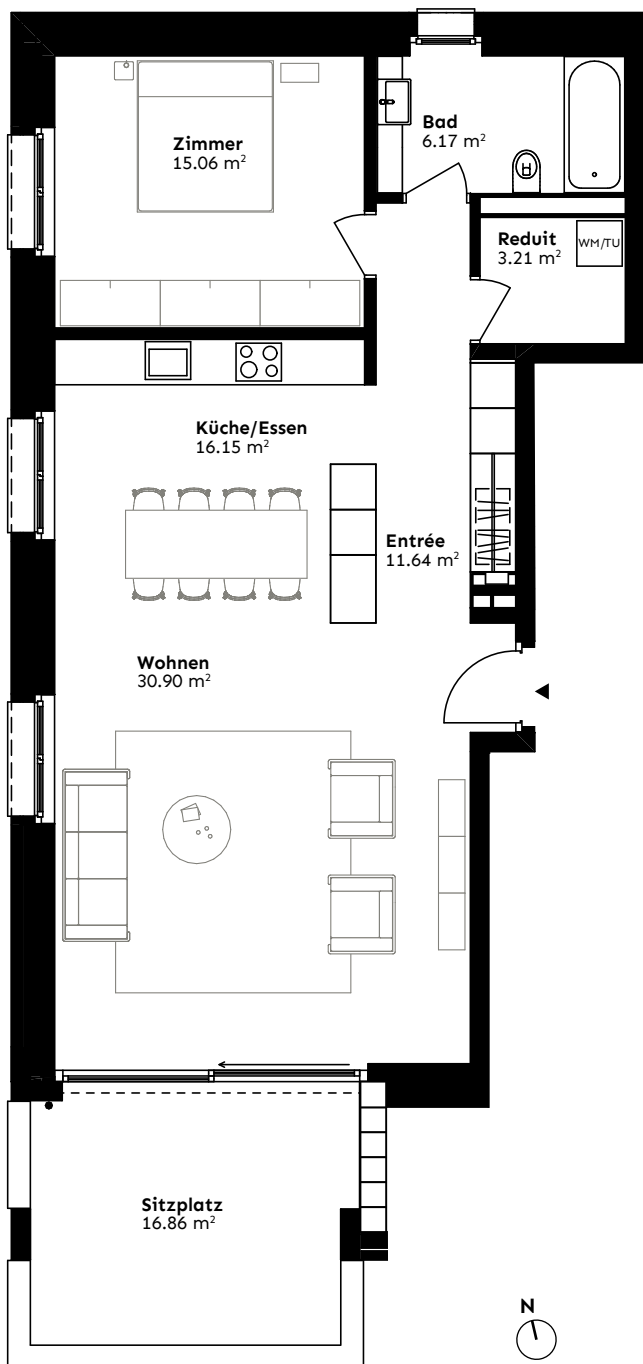 Zimmer
15.06 m²
Bad
6.17 m²
Reduit
3.21 m²
WM/TU
Küche/Essen
16.15 m²
Entrée
11.64 m²
Wohnen
30.90 m²
Sitzplatz
16.86 m²
N